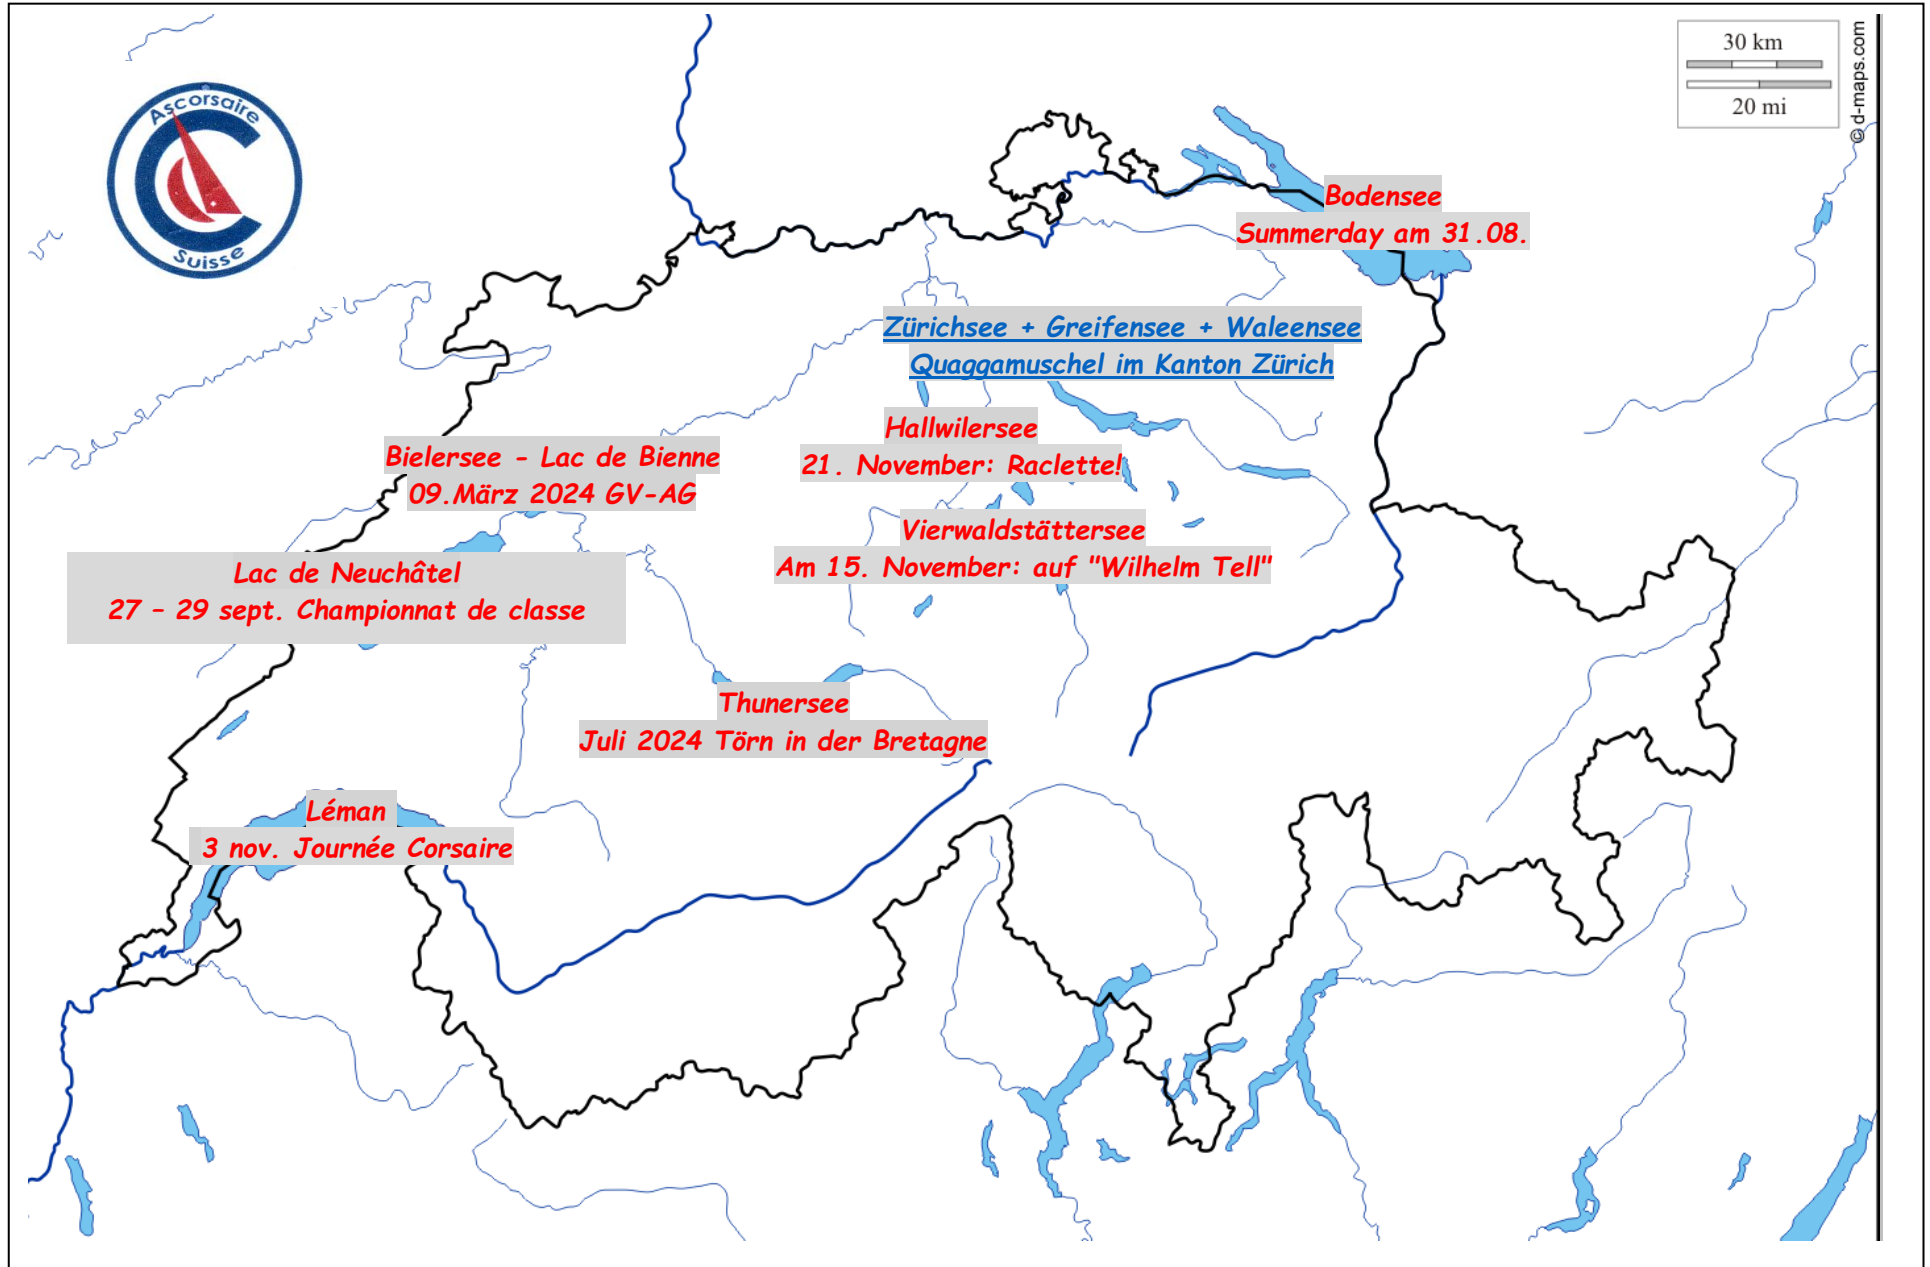 Ascorsaire
Suisse
30 km
20 mi
© d-maps.com
Bodensee
Summerday am 31.08.
Zürichsee + Greifensee + Waleensee
Quaggamuschel im Kanton Zürich
Hallwilersee
21. November: Raclette!
Bielersee - Lac de Bienne
09.März 2024 GV-AG
Vierwaldstättersee
Am 15. November: auf "Wilhelm Tell"
Lac de Neuchâtel
27 – 29 sept. Championnat de classe
Thunersee
Juli 2024 Törn in der Bretagne
Léman
3 nov. Journée Corsaire